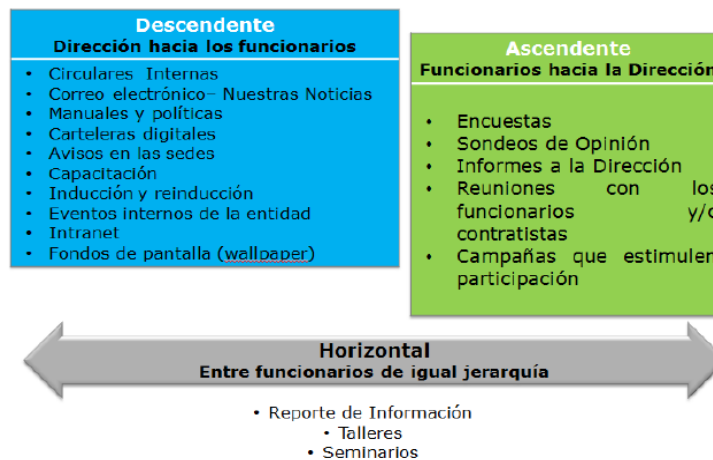 Descendente
Dirección hacia los funcionarios
• Circulares Internas
• Correo electrónico– Nuestras Noticias
• Manuales y políticas
• Carteleras digitales
• Avisos en las sedes
• Capacitación
• Inducción y reinducción
• Eventos internos de la entidad
• Intranet
• Fondos de pantalla (wallpaper)
Ascendente
Funcionarios hacia la Dirección
• Encuestas
• Sondeos de Opinión
• Informes a la Dirección
• Reuniones con los
funcionarios y/o
contratistas
• Campañas que estimulen
participación
Horizontal
Entre funcionarios de igual jerarquía
• Reporte de Información
• Talleres
• Seminarios